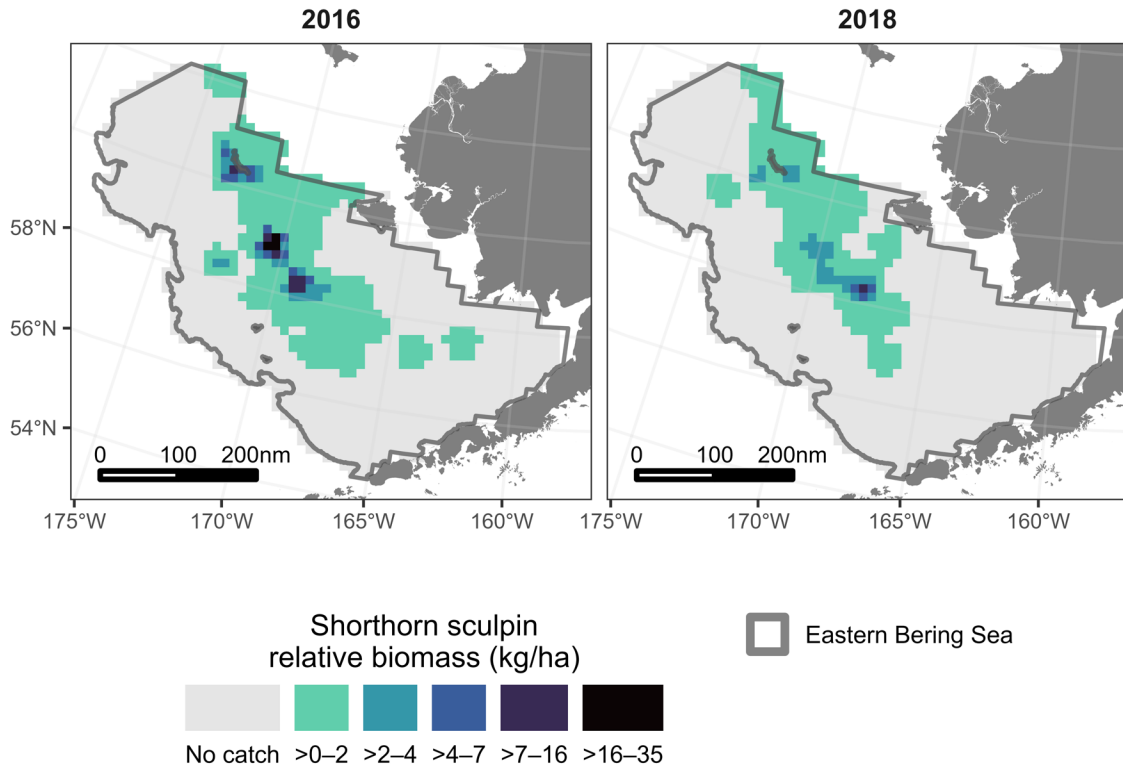 2016
2018
58°N
56°N
54°N
0 100 200nm
0 100 200nm
175°W 170°W 165°W 160°W
175°W 170°W 165°W 160°W
Shorthorn sculpin
relative biomass (kg/ha)
No catch >0–2 >2–4 >4–7 >7–16 >16–35
Eastern Bering Sea